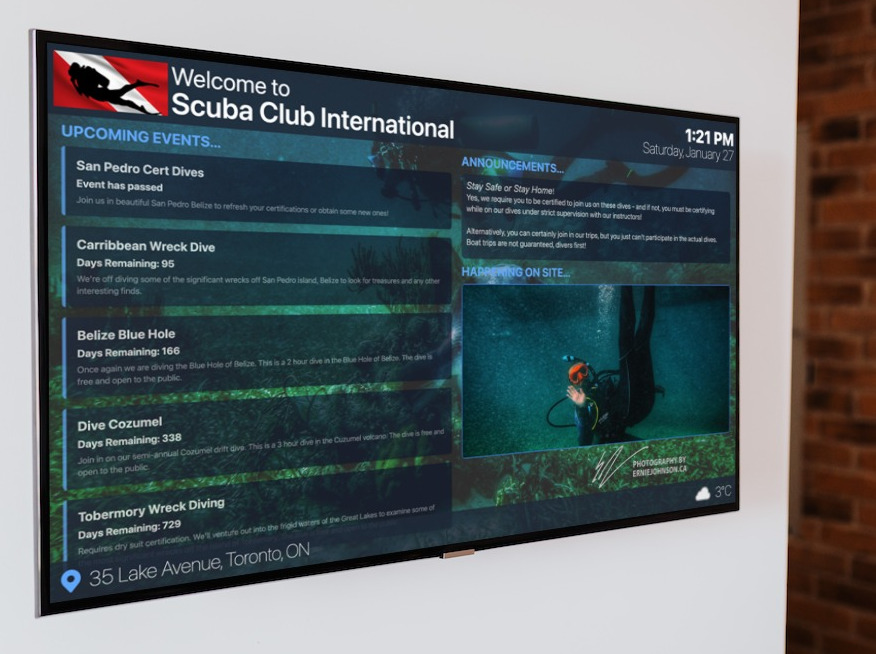 Welcome to
Scuba Club International
1:21 PM
Saturday, January 27
UPCOMING EVENTS...
San Pedro Cert Dives
Event has passed
Join us in beautiful San Pedro Belize to refresh your certifications or obtain some new ones!
Carribbean Wreck Dive
Days Remaining: 95
We're off diving some of the significant wrecks off San Pedro island, Belize to look for treasures and any other
interesting finds.
Belize Blue Hole
Days Remaining: 166
Once again we are diving the Blue Hole of Belize. This is a 2 hour dive in the Blue Hole of Belize. The dive is
free and open to the public.
Dive Cozumel
Days Remaining: 338
Join in on our semi-annual Cozumel drift dive. This is a 3 hour dive in the Cozumel volcano. The dive is free and
open to the public.
Tobermory Wreck Diving
Days Remaining: 729
Requires dry suit certification. We'll venture out into the frigid waters of the Great Lakes to examine some of
35 Lake Avenue, Toronto, ON
ANNOUNCEMENTS...
Stay Safe or Stay Home!
Yes, we require you to be certified to join us on these dives - and if not, you must be certifying
while on our dives under strict supervision with our instructors!
Alternatively, you can certainly join in our trips, but you just can't participate in the actual dives.
Boat trips are not guaranteed, divers first!
HAPPENING ON SITE...
PHOTOGRAPHY BY
ERNIEJOHNSON.CA
3°C